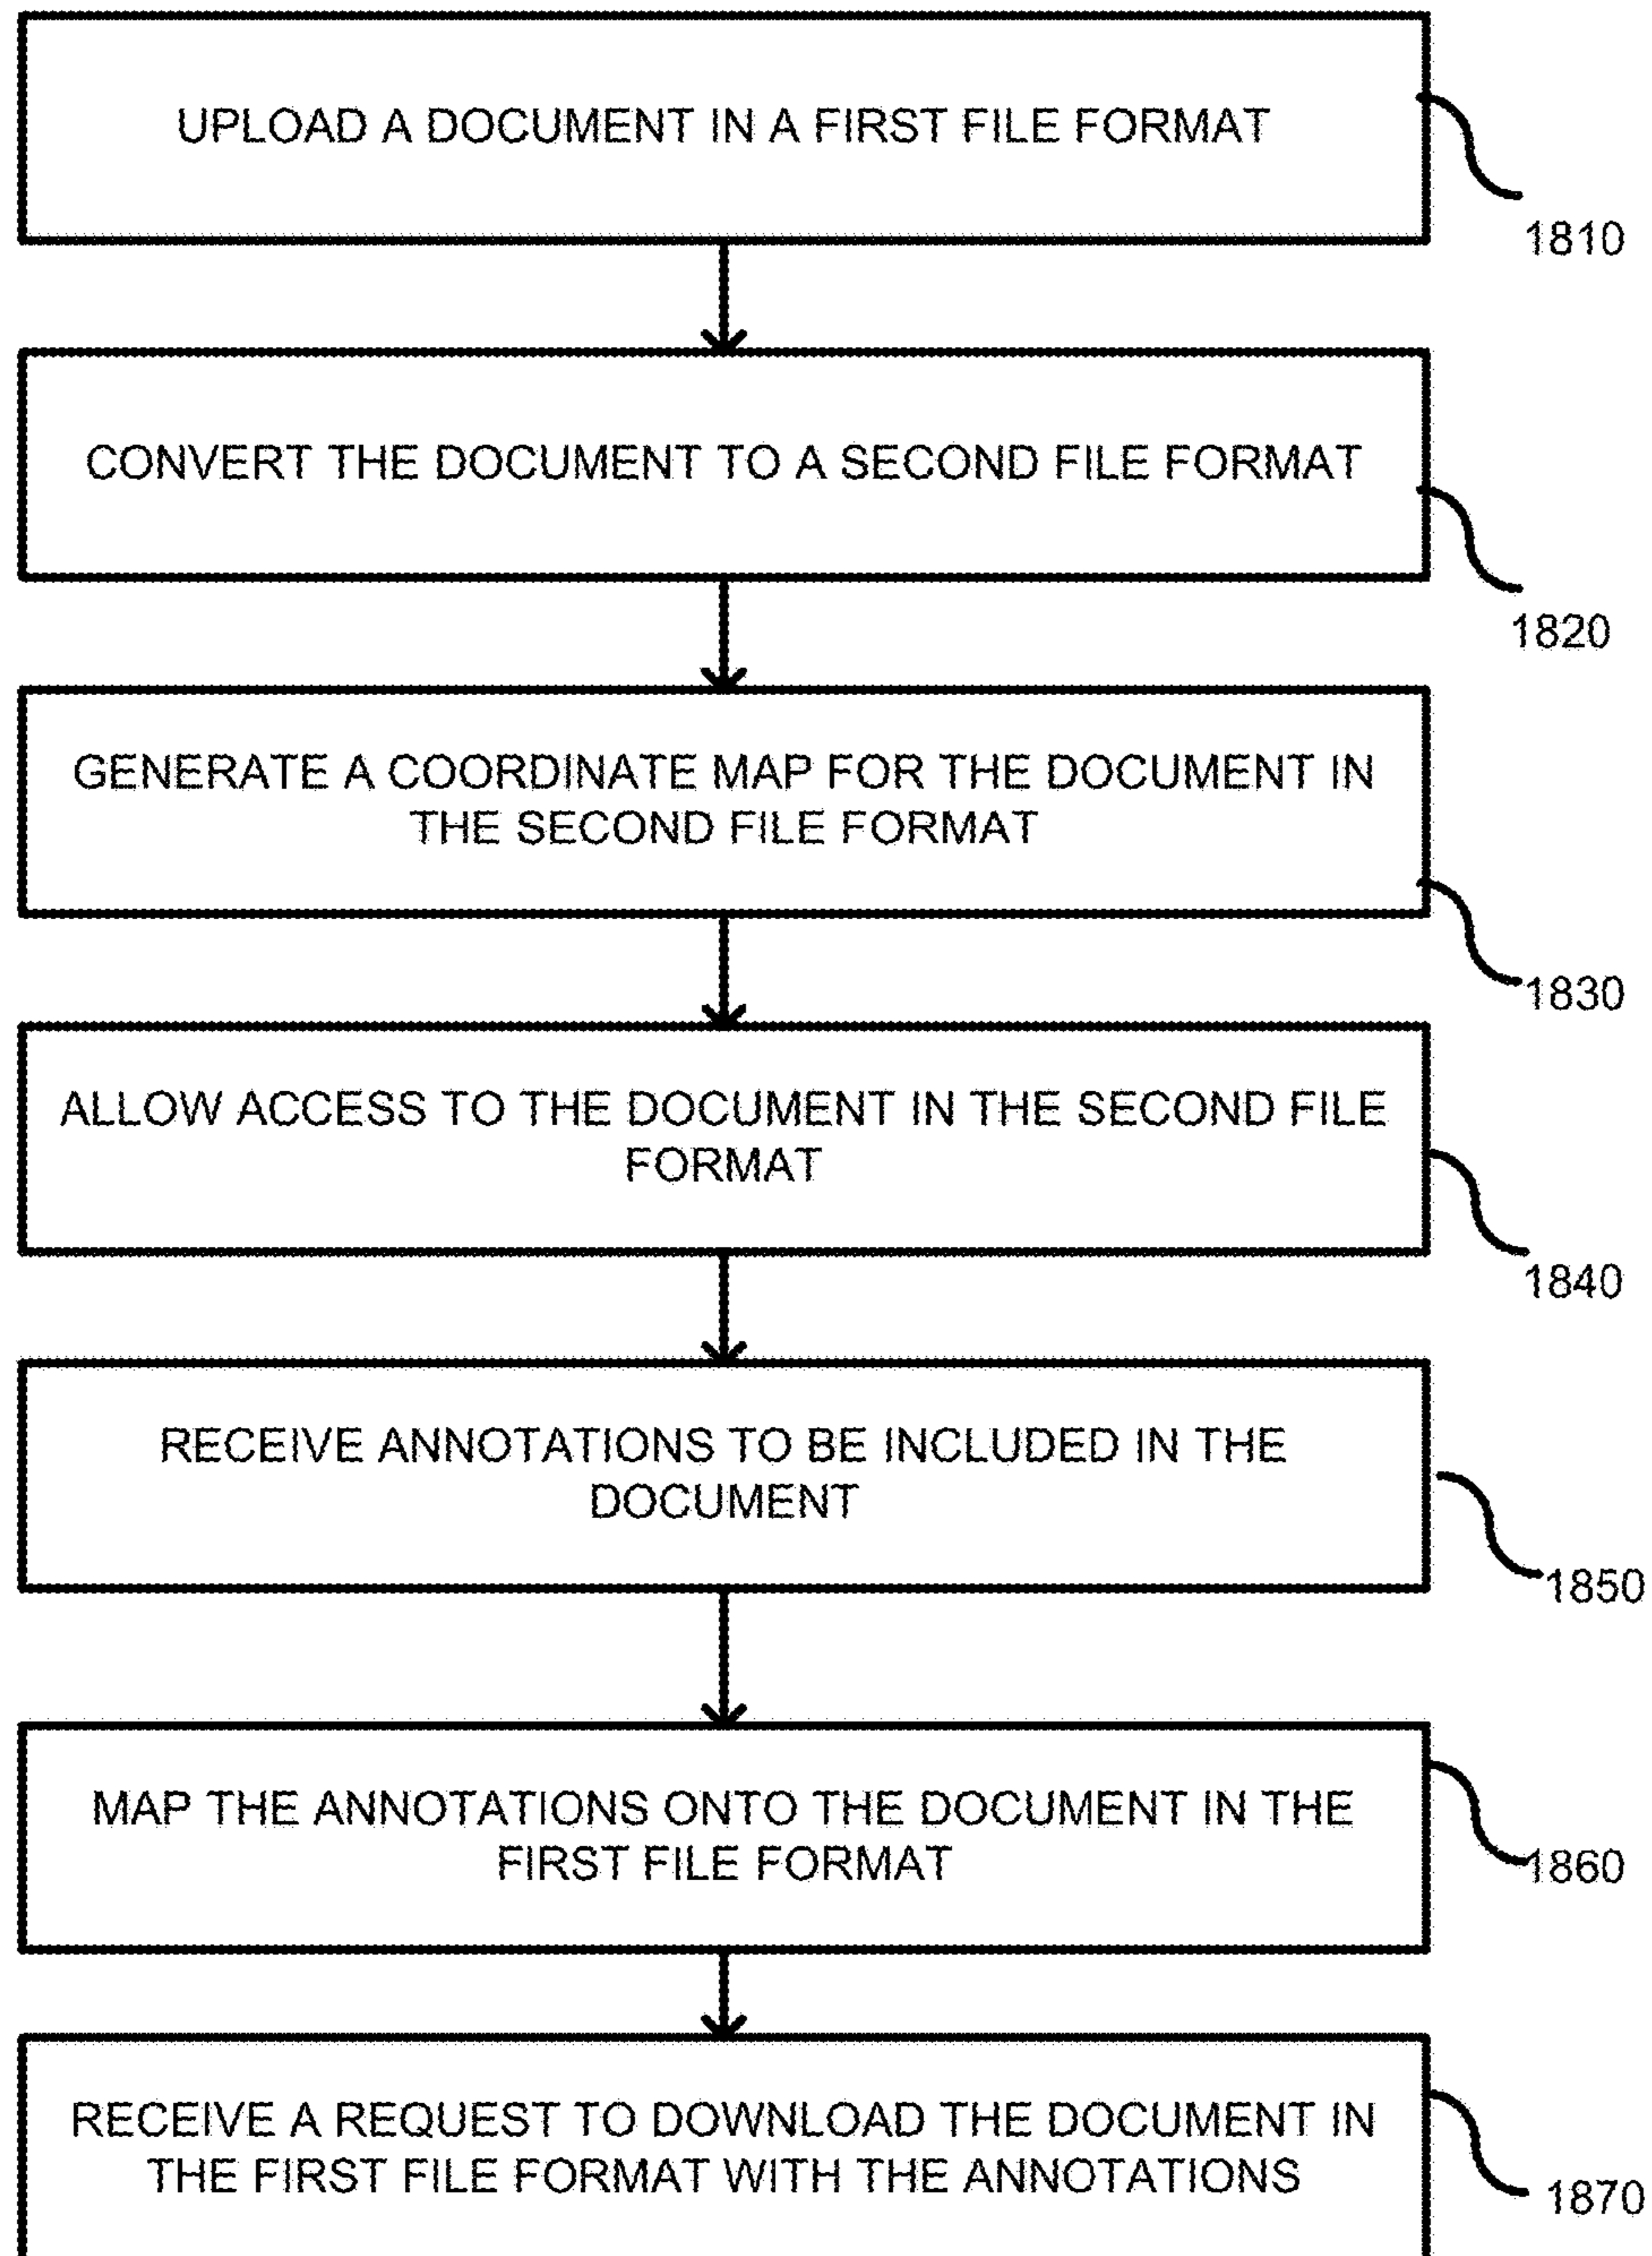 UPLOAD A DOCUMENT IN A FIRST FILE FORMAT
1810
CONVERT THE DOCUMENT TO A SECOND FILE FORMAT
1820
GENERATE A COORDINATE MAP FOR THE DOCUMENT IN
THE SECOND FILE FORMAT
1830
ALLOW ACCESS TO THE DOCUMENT IN THE SECOND FILE
FORMAT
1840
RECEIVE ANNOTATIONS TO BE INCLUDED IN THE
DOCUMENT
1850
MAP THE ANNOTATIONS ONTO THE DOCUMENT IN THE
FIRST FILE FORMAT
1860
RECEIVE A REQUEST TO DOWNLOAD THE DOCUMENT IN
THE FIRST FILE FORMAT WITH THE ANNOTATIONS
1870